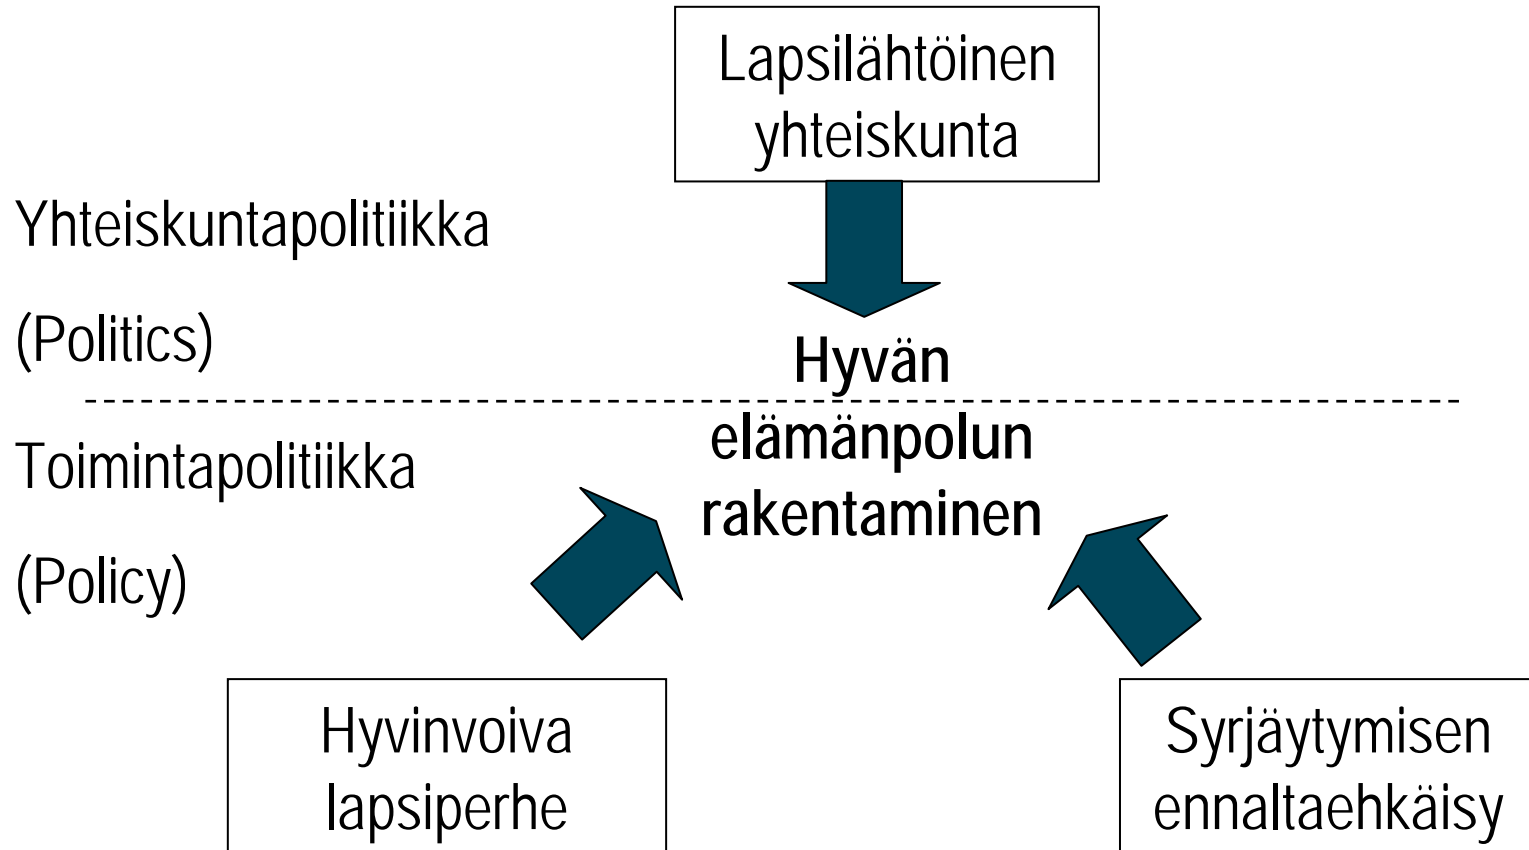 Lapsilähtöinen
yhteiskunta
Yhteiskuntapolitiikka
(Politics)
Hyvän
elämänpolun
rakentaminen
Toimintapolitiikka
(Policy)
Hyvinvoiva
lapsiperhe
Syrjäytymisen
ennaltaehkäisy